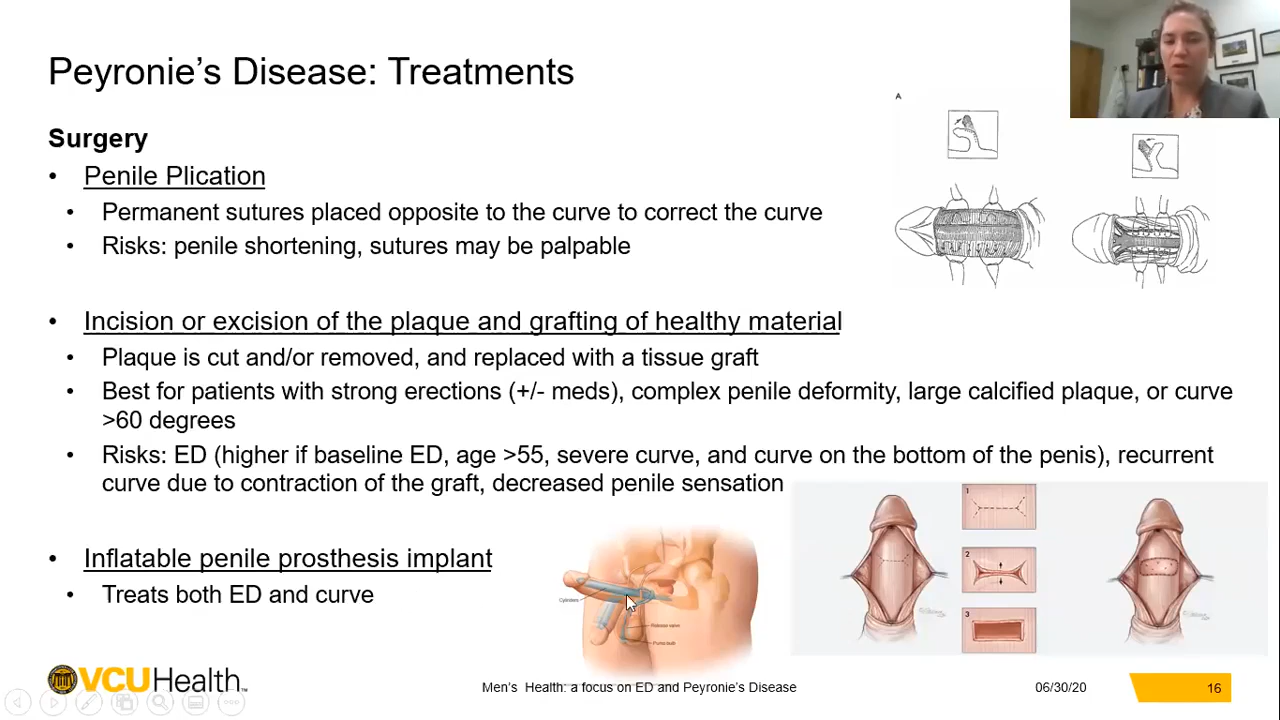 Peyronie’s Disease: Treatments
A
Surgery
• Penile Plication
• Permanent sutures placed opposite to the curve to correct the curve
• Risks: penile shortening, sutures may be palpable
• Incision or excision of the plaque and grafting of healthy material
• Plaque is cut and/or removed, and replaced with a tissue graft
• Best for patients with strong erections (+/- meds), complex penile deformity, large calcified plaque, or curve
>60 degrees
• Risks: ED (higher if baseline ED, age >55, severe curve, and curve on the bottom of the penis), recurrent
curve due to contraction of the graft, decreased penile sensation
1
2
3
• Inflatable penile prosthesis implant
• Treats both ED and curve
Cylinders
Release valve
Pump bulb
VCUHealth™
Men’s Health: a focus on ED and Peyronie’s Disease
06/30/20
16